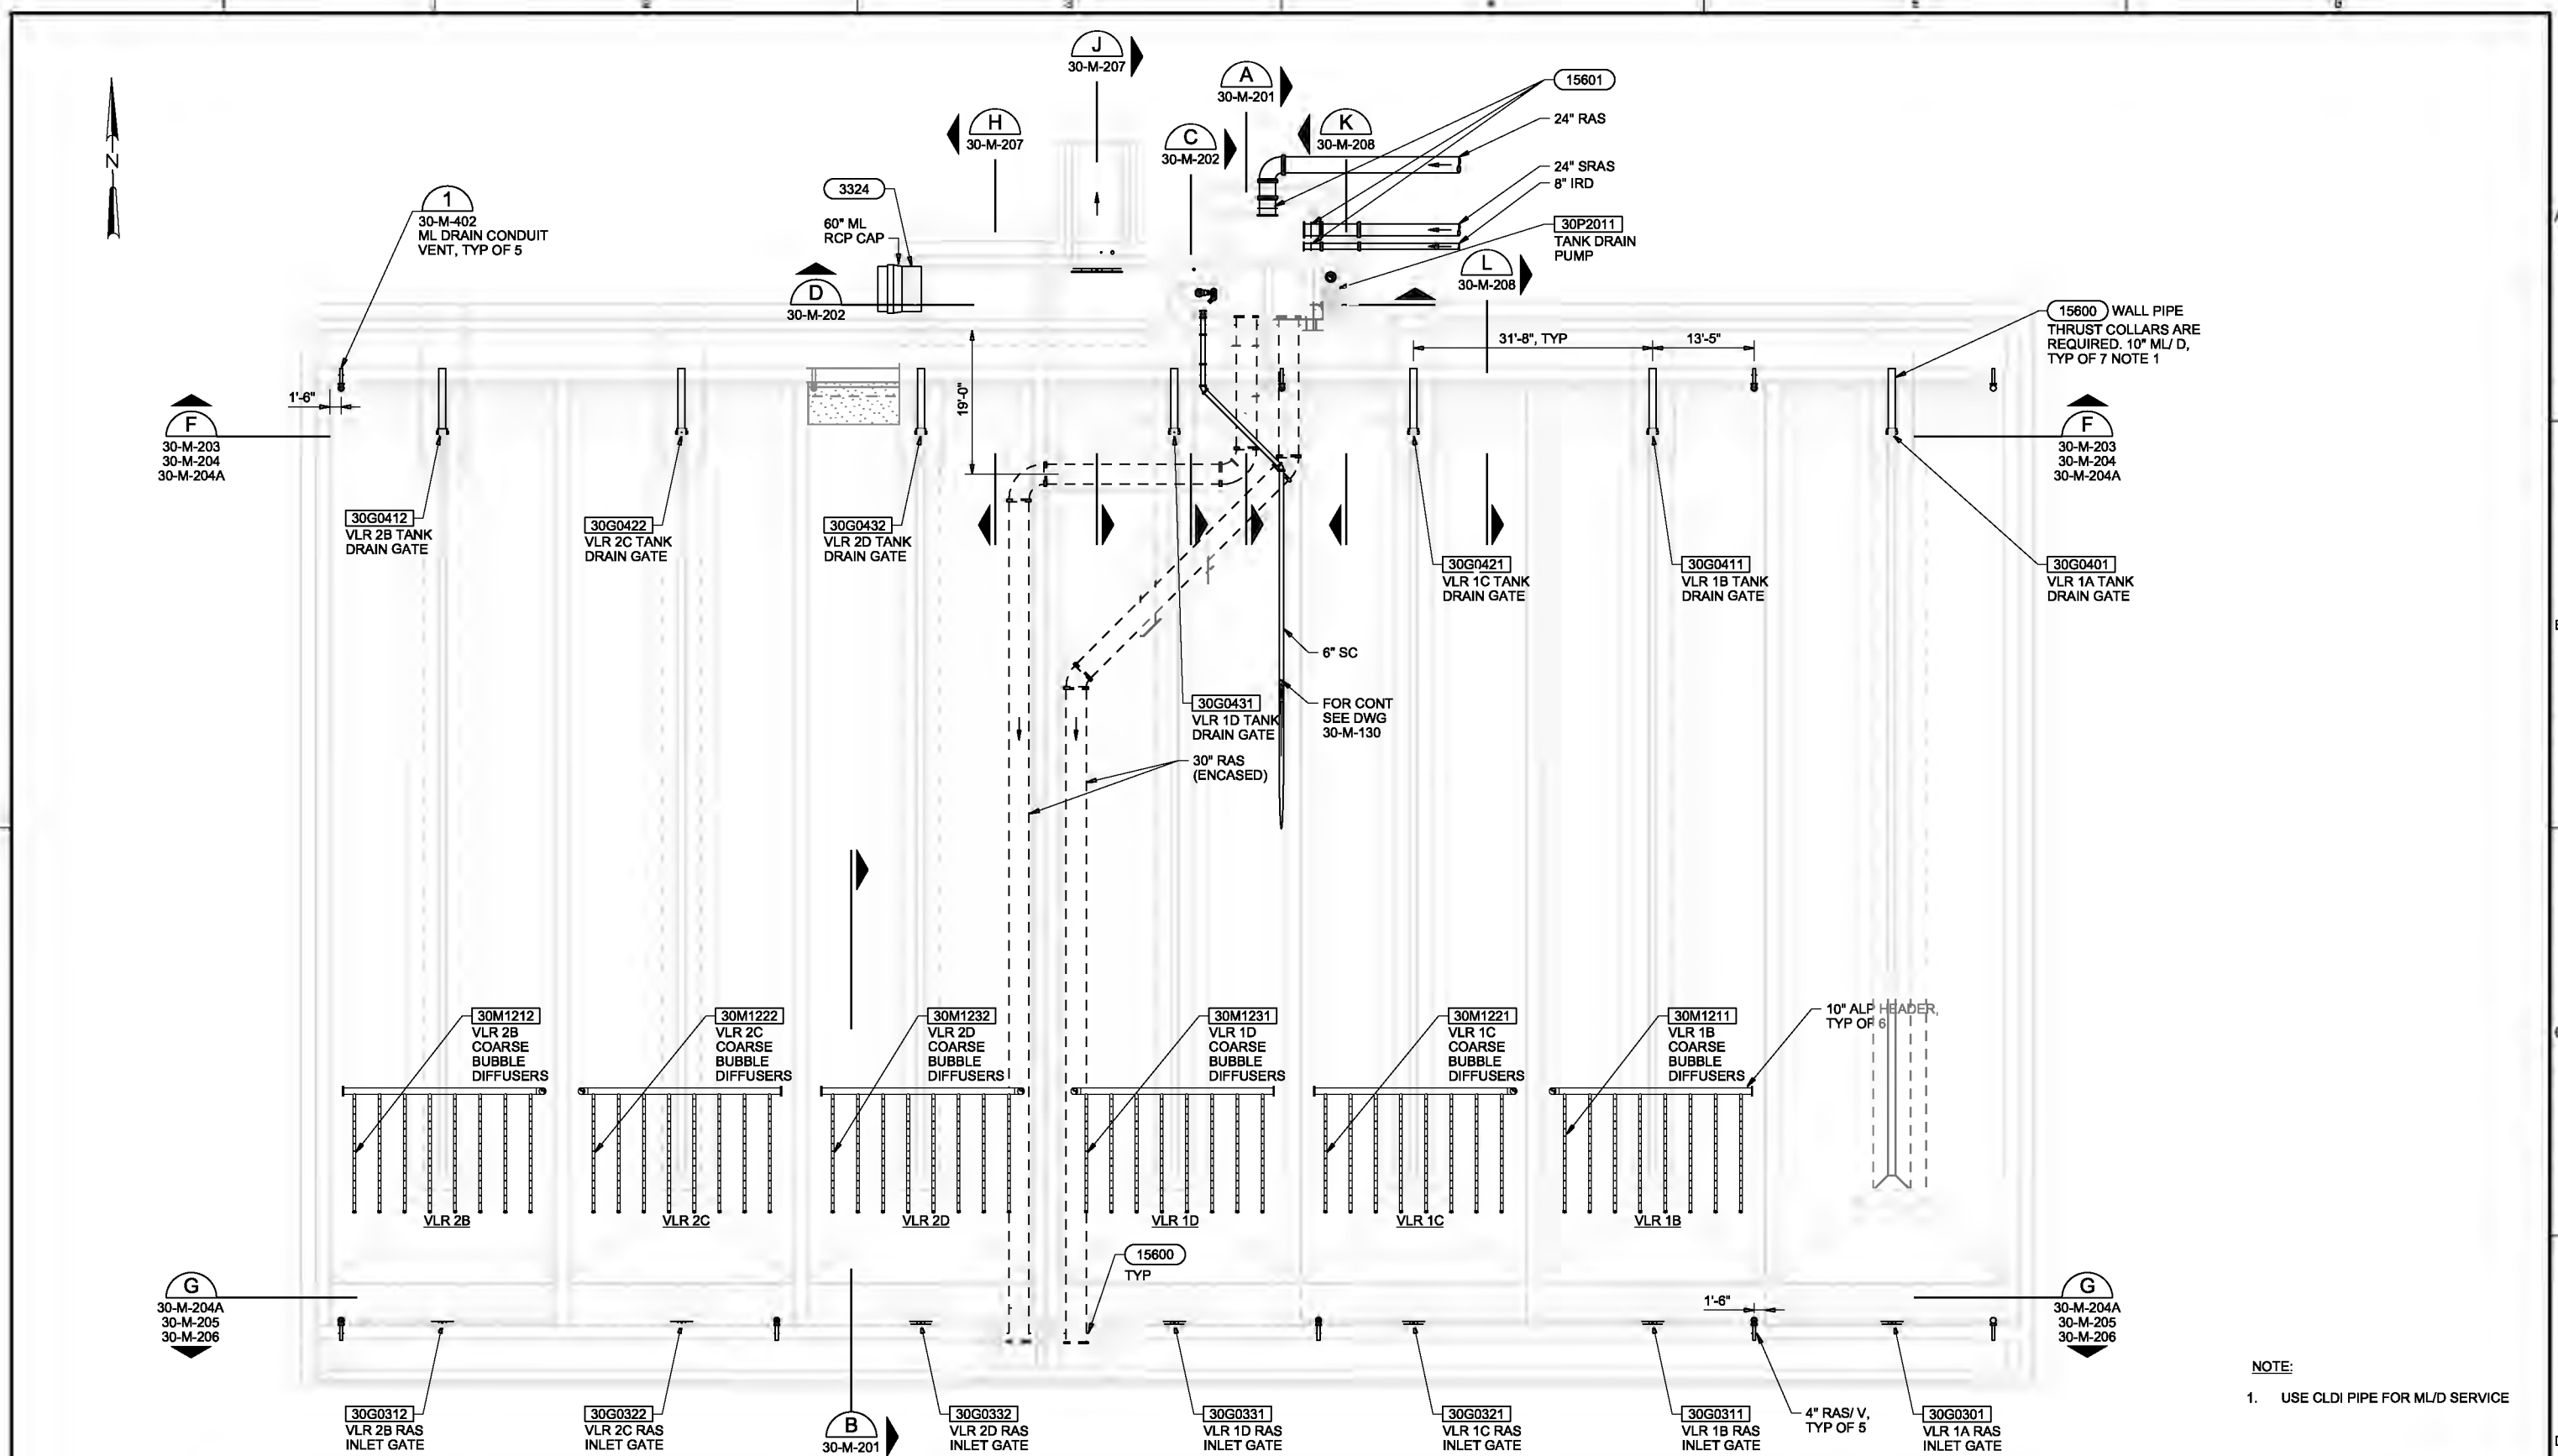 J
30-M-207
A
30-M-201
15601
24" RAS
H
30-M-207
C
30-M-202
K
30-M-208
N
24" SRAS
8" IRD
1
30-M-402
ML DRAIN CONDUIT
VENT, TYP OF 5
3324
60" ML
RCP CAP
30P2011
TANK DRAIN
PUMP
D
30-M-202
L
30-M-208
15600 WALL PIPE
THRUST COLLARS ARE
REQUIRED. 10" ML/ D,
TYP OF 7 NOTE 1
31'-8", TYP
13'-5"
1'-6"
19'-0"
F
30-M-203
30-M-204
30-M-204A
F
30-M-203
30-M-204
30-M-204A
30G0412
VLR 2B TANK
DRAIN GATE
30G0422
VLR 2C TANK
DRAIN GATE
30G0432
VLR 2D TANK
DRAIN GATE
30G0421
VLR 1C TANK
DRAIN GATE
30G0411
VLR 1B TANK
DRAIN GATE
30G0401
VLR 1A TANK
DRAIN GATE
6" SC
30G0431
VLR 1D TANK
DRAIN GATE
FOR CONT
SEE DWG
30-M-130
30" RAS
(ENCASED)
30M1212
VLR 2B
COARSE
BUBBLE
DIFFUSERS
30M1222
VLR 2C
COARSE
BUBBLE
DIFFUSERS
30M1232
VLR 2D
COARSE
BUBBLE
DIFFUSERS
30M1231
VLR 1D
COARSE
BUBBLE
DIFFUSERS
30M1221
VLR 1C
COARSE
BUBBLE
DIFFUSERS
30M1211
VLR 1B
COARSE
BUBBLE
DIFFUSERS
10" ALP HEADER,
TYP OF 6
VLR 2B
VLR 2C
VLR 2D
VLR 1D
VLR 1C
VLR 1B
15600
TYP
G
30-M-204A
30-M-205
30-M-206
1'-6"
G
30-M-204A
30-M-205
30-M-206
30G0312
VLR 2B RAS
INLET GATE
30G0322
VLR 2C RAS
INLET GATE
B
30-M-201
30G0332
VLR 2D RAS
INLET GATE
30G0331
VLR 1D RAS
INLET GATE
30G0321
VLR 1C RAS
INLET GATE
30G0311
VLR 1B RAS
INLET GATE
4" RAS/ V,
TYP OF 5
30G0301
VLR 1A RAS
INLET GATE
NOTE:
1. USE CLDI PIPE FOR ML/D SERVICE